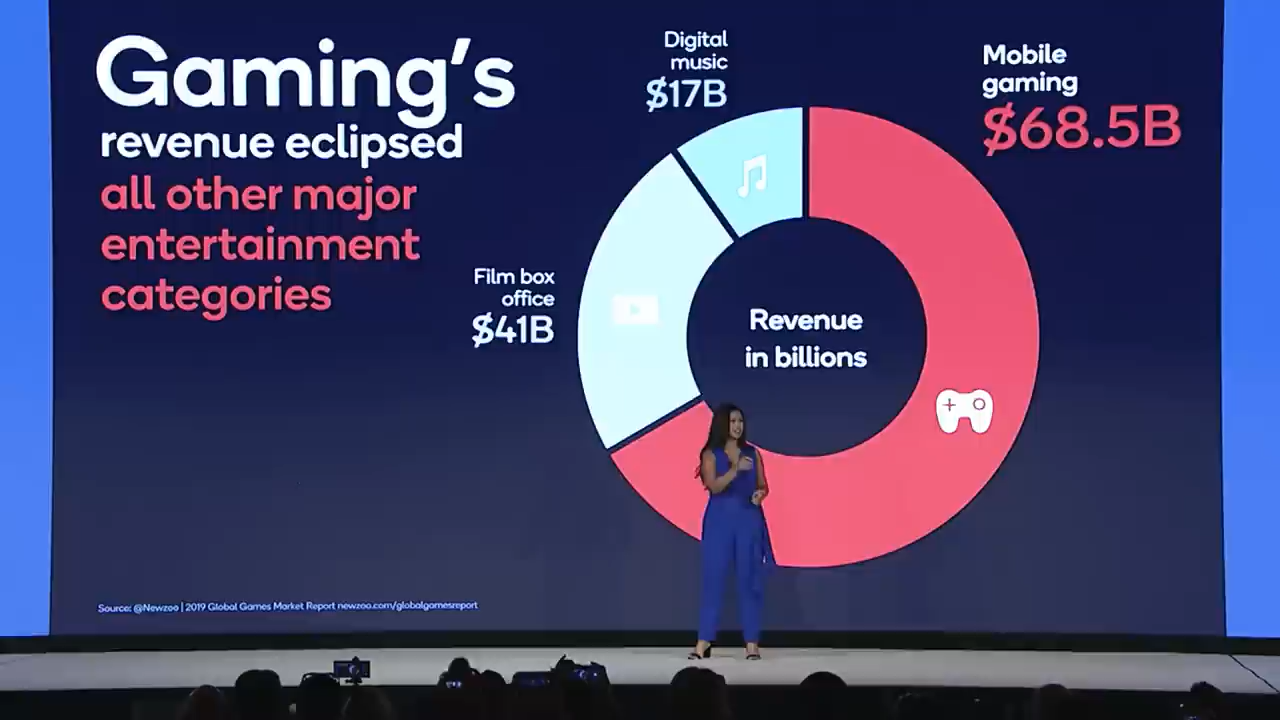 Gaming's
revenue eclipsed
all other major
entertainment
categories
Digital
music
$17B
Mobile
gaming
$68.5B
Film box
office
$41B
Revenue
in billions
Source: @Newzoo | 2019 Global Games Market Report newzoo.com/globalgamesreport